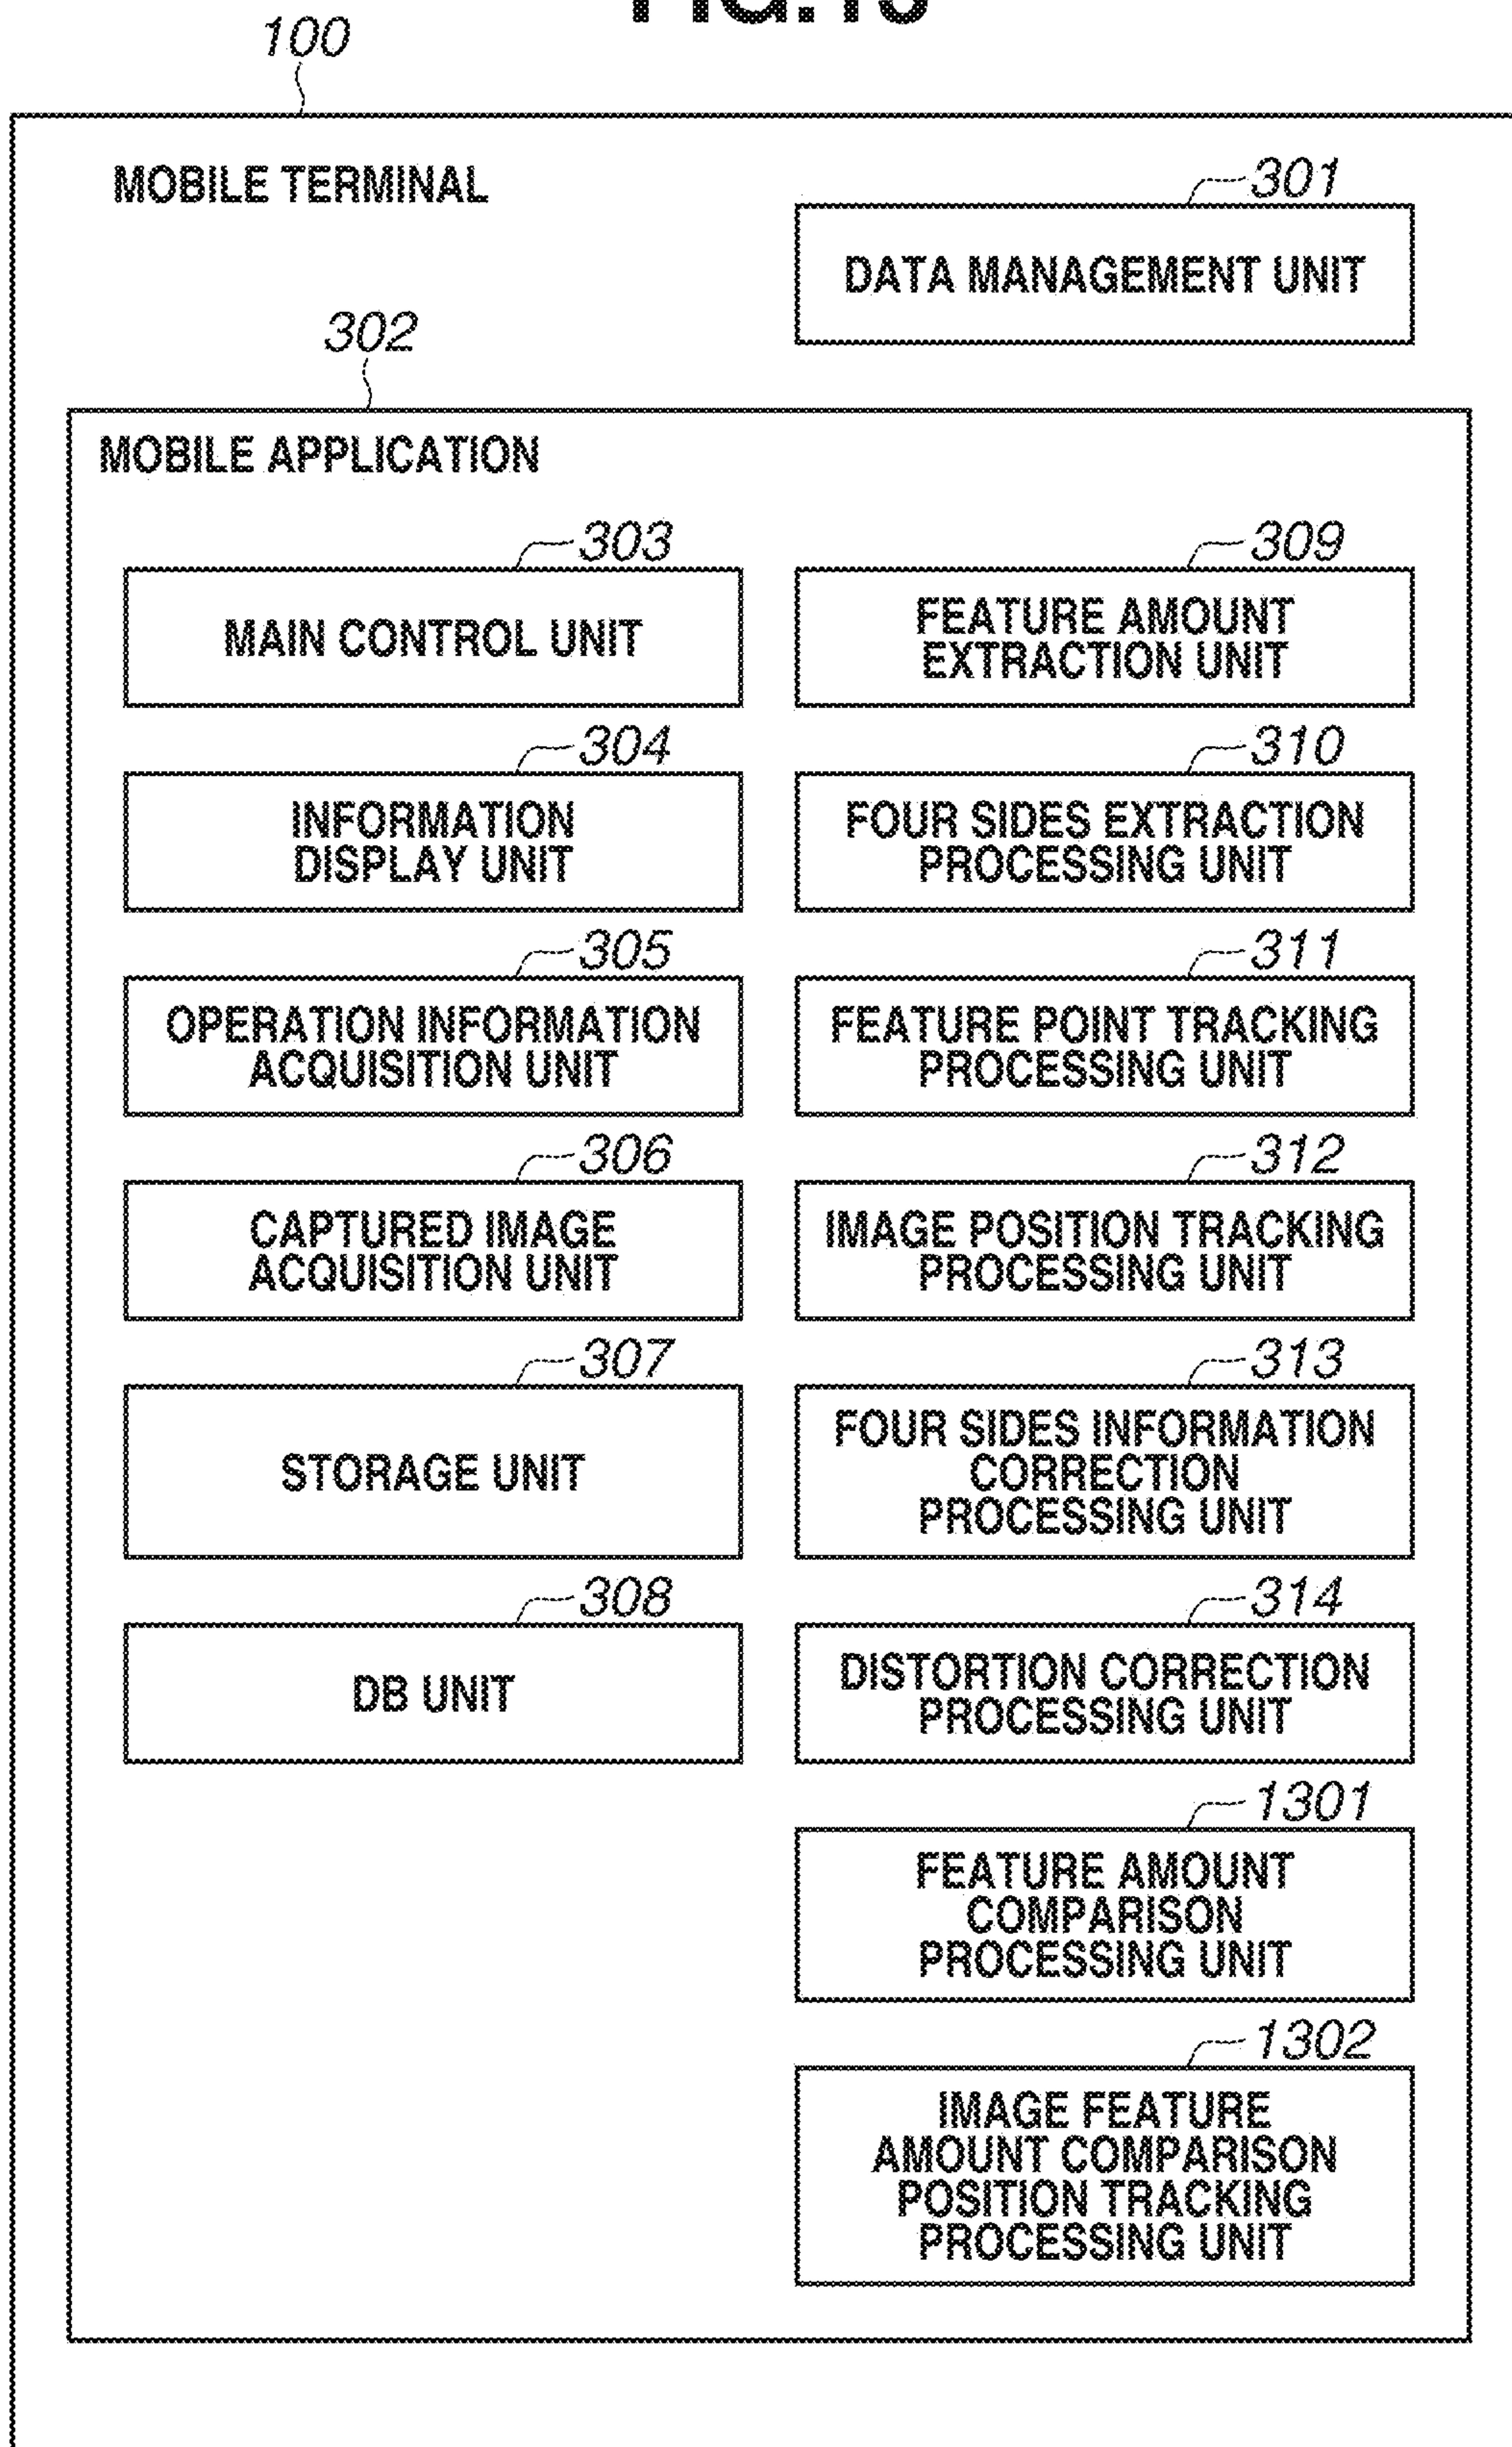 100
MOBILE TERMINAL
301
DATA MANAGEMENT UNIT
302
MOBILE APPLICATION
303
MAIN CONTROL UNIT
304
INFORMATION
DISPLAY UNIT
305
OPERATION INFORMATION
ACQUISITION UNIT
306
CAPTURED IMAGE
ACQUISITION UNIT
307
STORAGE UNIT
308
DB UNIT
309
FEATURE AMOUNT
EXTRACTION UNIT
310
FOUR SIDES EXTRACTION
PROCESSING UNIT
311
FEATURE POINT TRACKING
PROCESSING UNIT
312
IMAGE POSITION TRACKING
PROCESSING UNIT
313
FOUR SIDES INFORMATION
CORRECTION
PROCESSING UNIT
314
DISTORTION CORRECTION
PROCESSING UNIT
1301
FEATURE AMOUNT
COMPARISON
PROCESSING UNIT
1302
IMAGE FEATURE
AMOUNT COMPARISON
POSITION TRACKING
PROCESSING UNIT